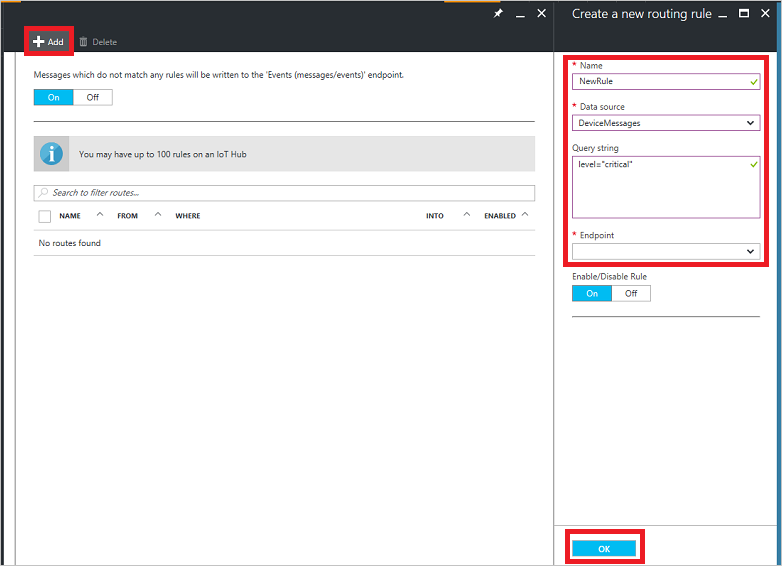 Add
Delete
Messages which do not match any rules will be written to the 'Events (messages/events)' endpoint.
On Off
You may have up to 100 rules on an IoT Hub
Search to filter routes...
NAME FROM WHERE INTO ENABLED
No routes found
Create a new routing rule
* Name
NewRule
* Data source
DeviceMessages
Query string
level="critical"
* Endpoint
Enable/Disable Rule
On Off
OK